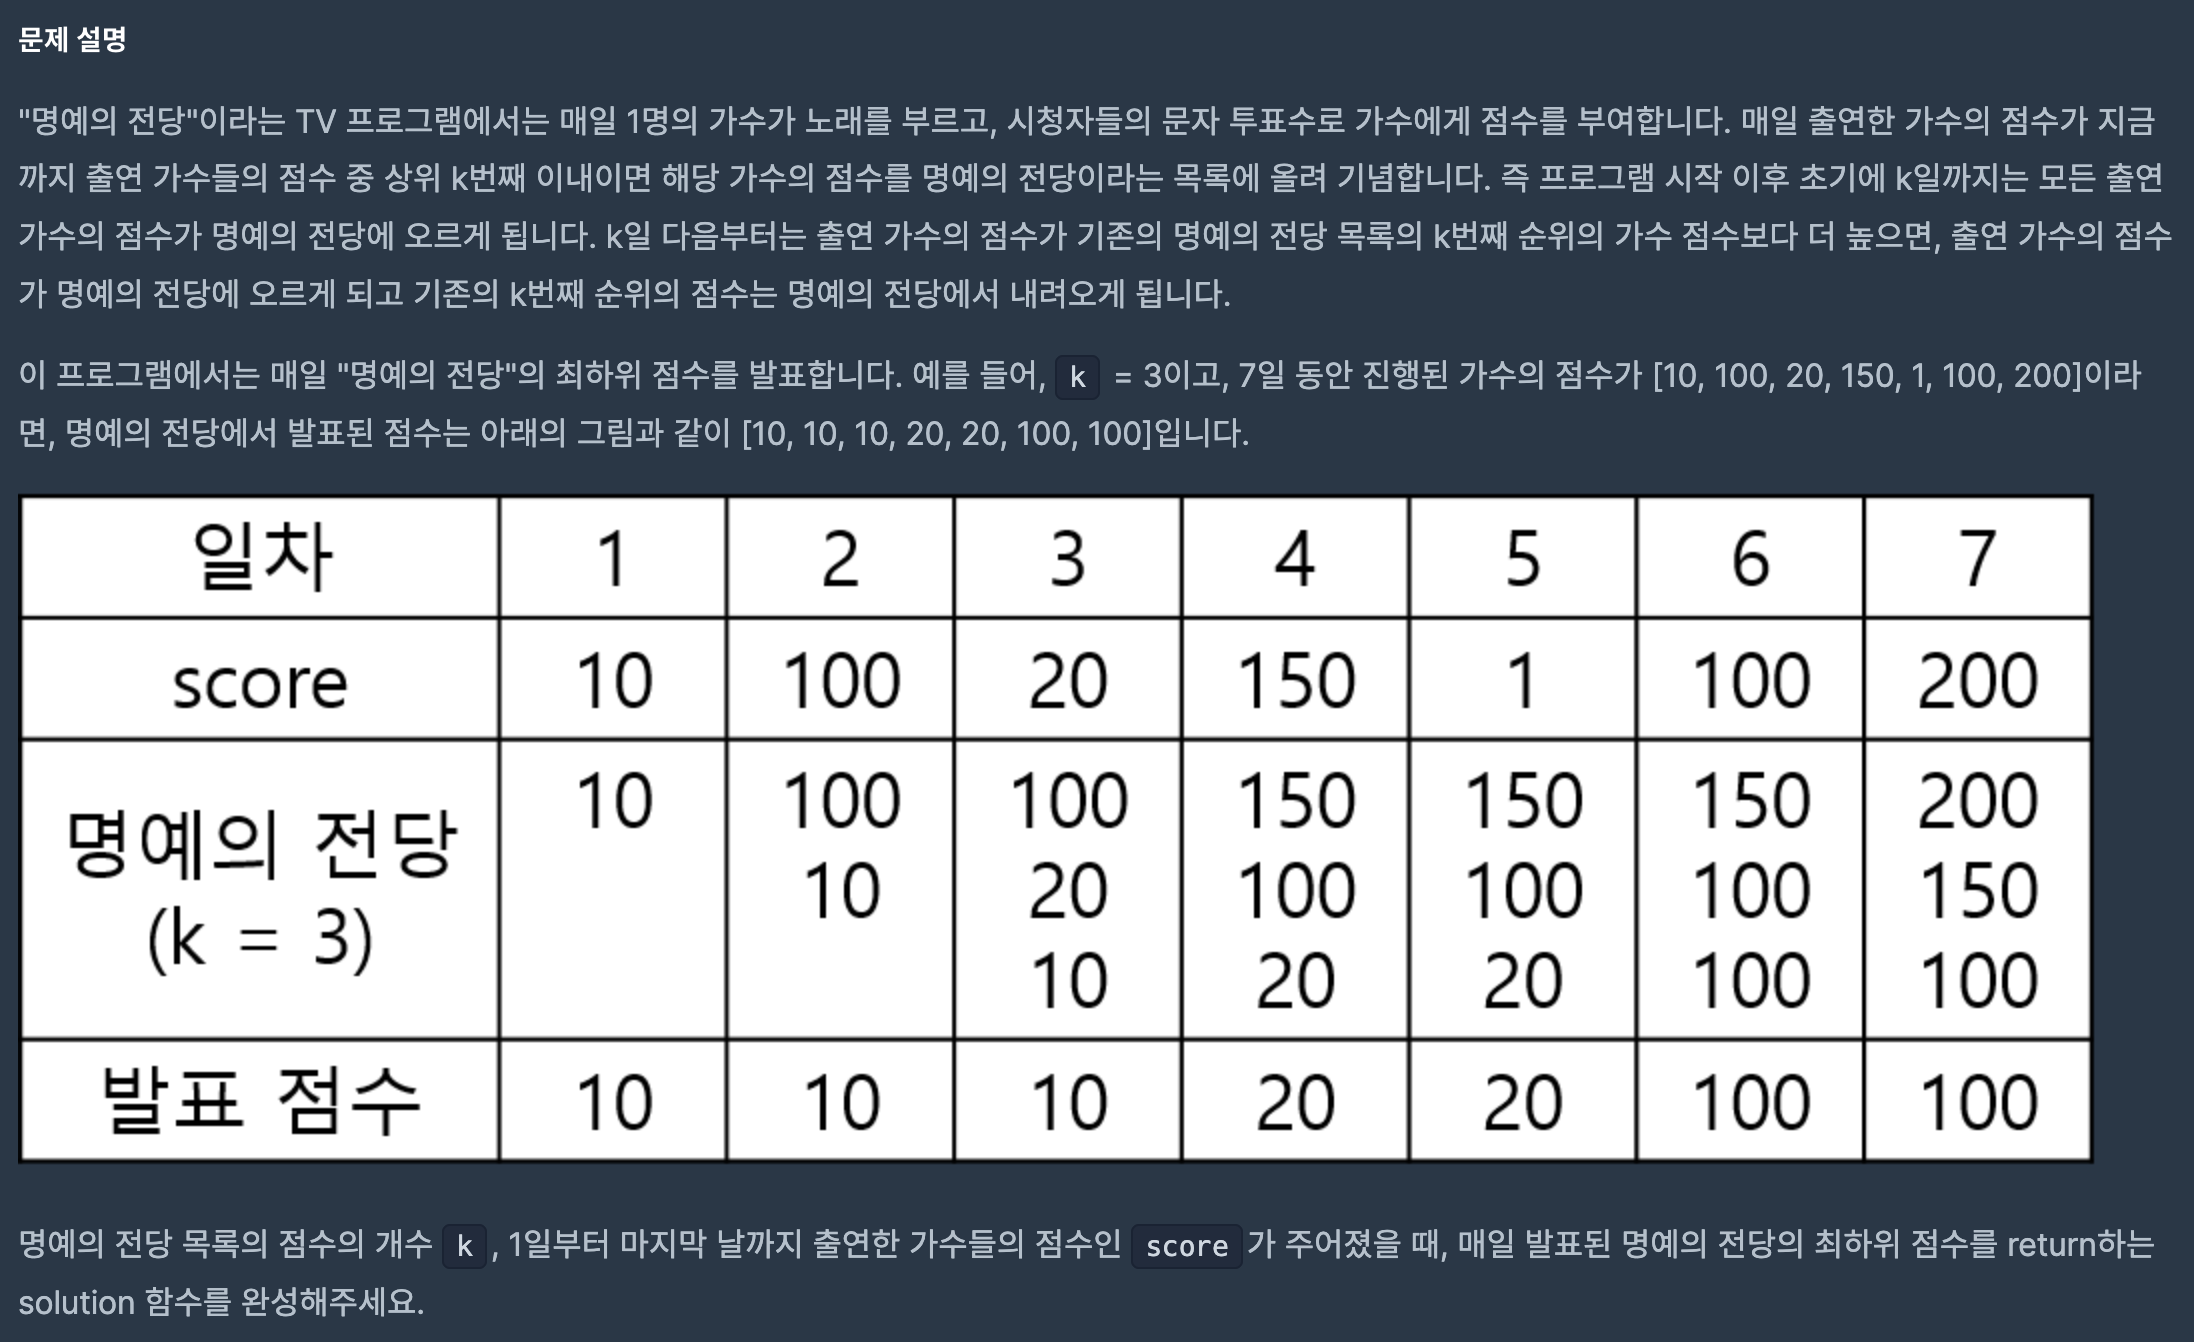 문제 설명
"명예의 전당"이라는 TV 프로그램에서는 매일 1명의 가수가 노래를 부르고, 시청자들의 문자 투표수로 가수에게 점수를 부여합니다. 매일 출연한 가수의 점수가 지금
까지 출연 가수들의 점수 중 상위 k번째 이내이면 해당 가수의 점수를 명예의 전당이라는 목록에 올려 기념합니다. 즉 프로그램 시작 이후 초기에 k일까지는 모든 출연
가수의 점수가 명예의 전당에 오르게 됩니다. k일 다음부터는 출연 가수의 점수가 기존의 명예의 전당 목록의 k번째 순위의 가수 점수보다 더 높으면, 출연 가수의 점수
가 명예의 전당에 오르게 되고 기존의 k번째 순위의 점수는 명예의 전당에서 내려오게 됩니다.
이 프로그램에서는 매일 "명예의 전당"의 최하위 점수를 발표합니다. 예를 들어, k = 3이고, 7일 동안 진행된 가수의 점수가 [10, 100, 20, 150, 1, 100, 200]이라
면, 명예의 전당에서 발표된 점수는 아래의 그림과 같이 [10, 10, 10, 20, 20, 100, 100]입니다.
일차 1 2 3 4 5 6 7
score 10 100 20 150 1 100 200
명예의 전당
(k = 3)
10 100 100 150 150 150 200
10 20 100 100 100 150
10 20 20 100 100
발표 점수 10 10 10 20 20 100 100
명예의 전당 목록의 점수의 개수 k, 1일부터 마지막 날까지 출연한 가수들의 점수인 score가 주어졌을 때, 매일 발표된 명예의 전당의 최하위 점수를 return하는
solution 함수를 완성해주세요.